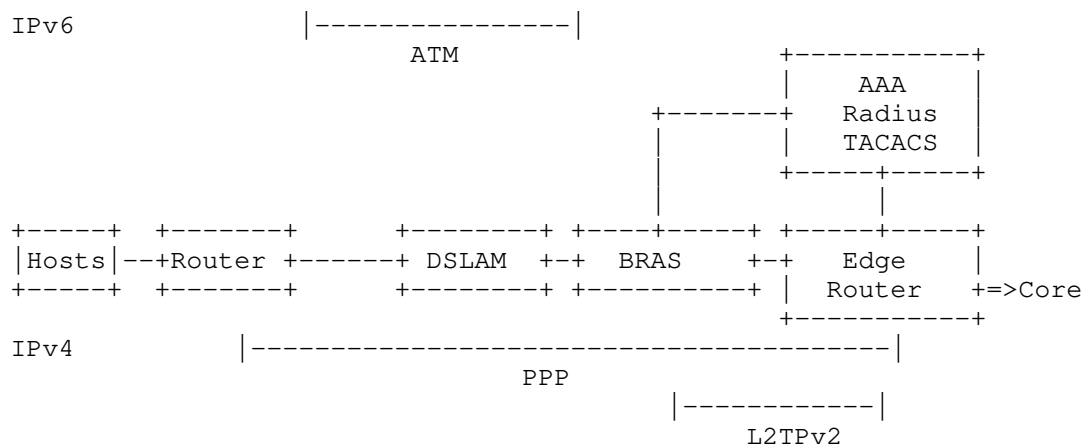 IPv6 |----------------|
ATM
+-----------+
| AAA |
+-------+ Radius |
| | TACACS |
| +-----+-----+
| |
+-----+ +-------+ +--------+ +----+-----+ +-----+-----+
|Hosts|--+Router +------+ DSLAM +-+ BRAS +-+ Edge |
+-----+ +-------+ +--------+ +----------+ | Router +=>Core
+-----------+
IPv4 |----------------------------------------|
PPP
|------------|
L2TPv2